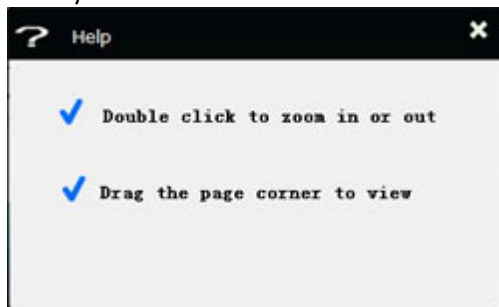 Help
Double click to zoom in or out
Drag the page corner to view